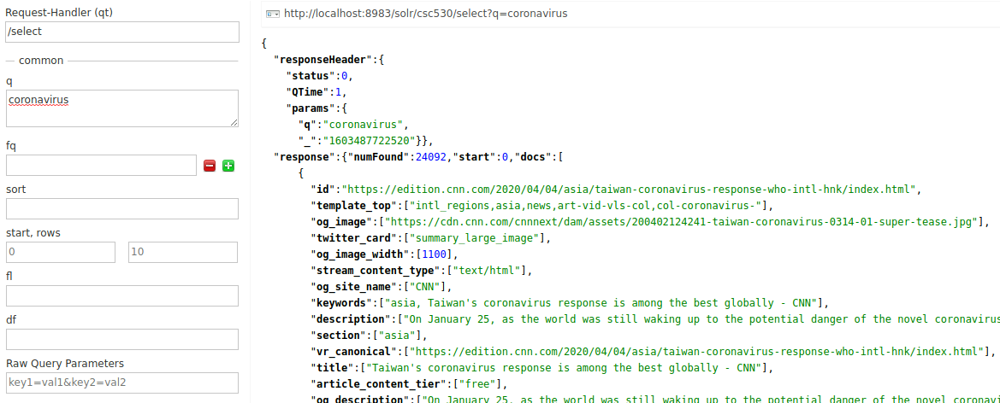 Request-Handler (qt)
/select
common
q
coronavirus
fq
sort
start, rows
0 10
fl
df
Raw Query Parameters
key1=val1&key2=val2
http://localhost:8983/solr/csc530/select?q=coronavirus
{
"responseHeader":{
"status":0,
"QTime":1,
"params":{
"q":"coronavirus",
"_":"1603487722520"}},
"response":{"numFound":24092,"start":0,"docs":[
{
"id":"https://edition.cnn.com/2020/04/04/asia/taiwan-coronavirus-response-who-intl-hnk/index.html",
"template_top":["intl_regions,asia,news,art-vid-vls-col,col-coronavirus-"],
"og_image":["https://cdn.cnn.com/cnnnext/dam/assets/200402124241-taiwan-coronavirus-0314-01-super-tease.jpg"],
"twitter_card":["summary_large_image"],
"og_image_width":[1100],
"stream_content_type":["text/html"],
"og_site_name":["CNN"],
"keywords":["asia, Taiwan's coronavirus response is among the best globally - CNN"],
"description":["On January 25, as the world was still waking up to the potential danger of the novel coronavirus
"section":["asia"],
"vr_canonical":["https://edition.cnn.com/2020/04/04/asia/taiwan-coronavirus-response-who-intl-hnk/index.html"],
"title":["Taiwan's coronavirus response is among the best globally - CNN"],
"article_content_tier":["free"],
"og_description":["On January 25, as the world was still waking up to the potential danger of the novel coronavi